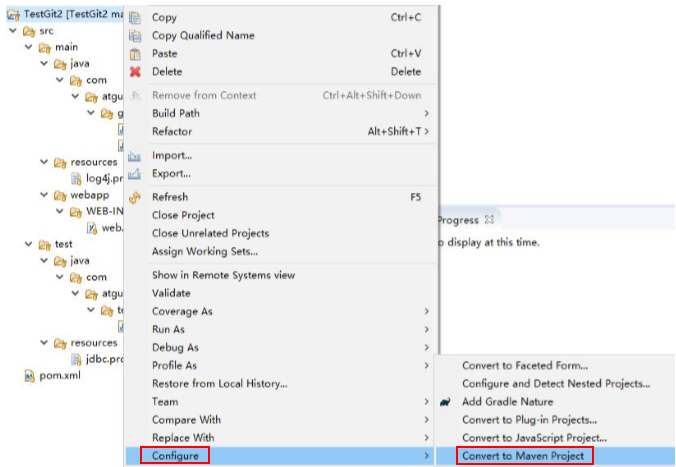 TestGit2 [TestGit2 ma
src
main
java
com
atgu
g
resources
log4j.pr
webapp
WEB-IN
web.
test
java
com
atgu
te
resources
jdbc.pro
pom.xml
Copy Ctrl+C
Copy Qualified Name
Paste Ctrl+V
Delete Delete
Remove from Context Ctrl+Alt+Shift+Down
Build Path
Refactor Alt+Shift+T
Import...
Export...
Refresh F5
Close Project
Close Unrelated Projects
Assign Working Sets...
Show in Remote Systems view
Validate
Coverage As
Run As
Debug As
Profile As
Restore from Local History...
Team
Compare With
Replace With
Configure
Progress
o display at this time.
Convert to Faceted Form...
Configure and Detect Nested Projects...
Add Gradle Nature
Convert to Plug-in Projects...
Convert to JavaScript Project...
Convert to Maven Project